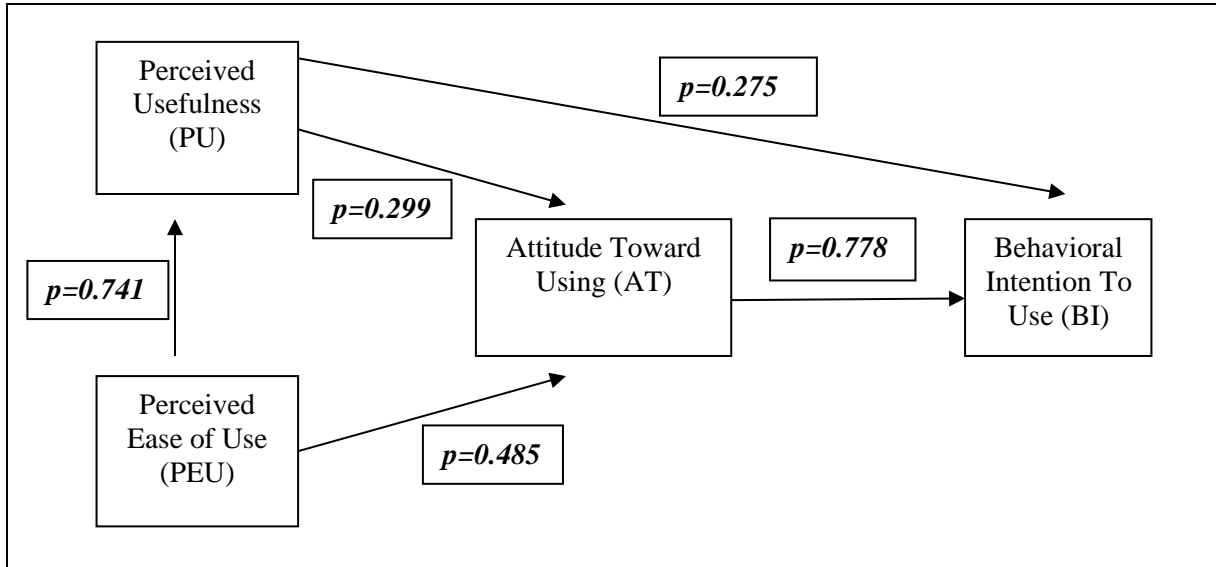 Perceived
Usefulness
(PU)
p=0.275
p=0.299
Attitude Toward
Using (AT)
p=0.778
Behavioral
Intention To
Use (BI)
p=0.741
Perceived
Ease of Use
(PEU)
p=0.485